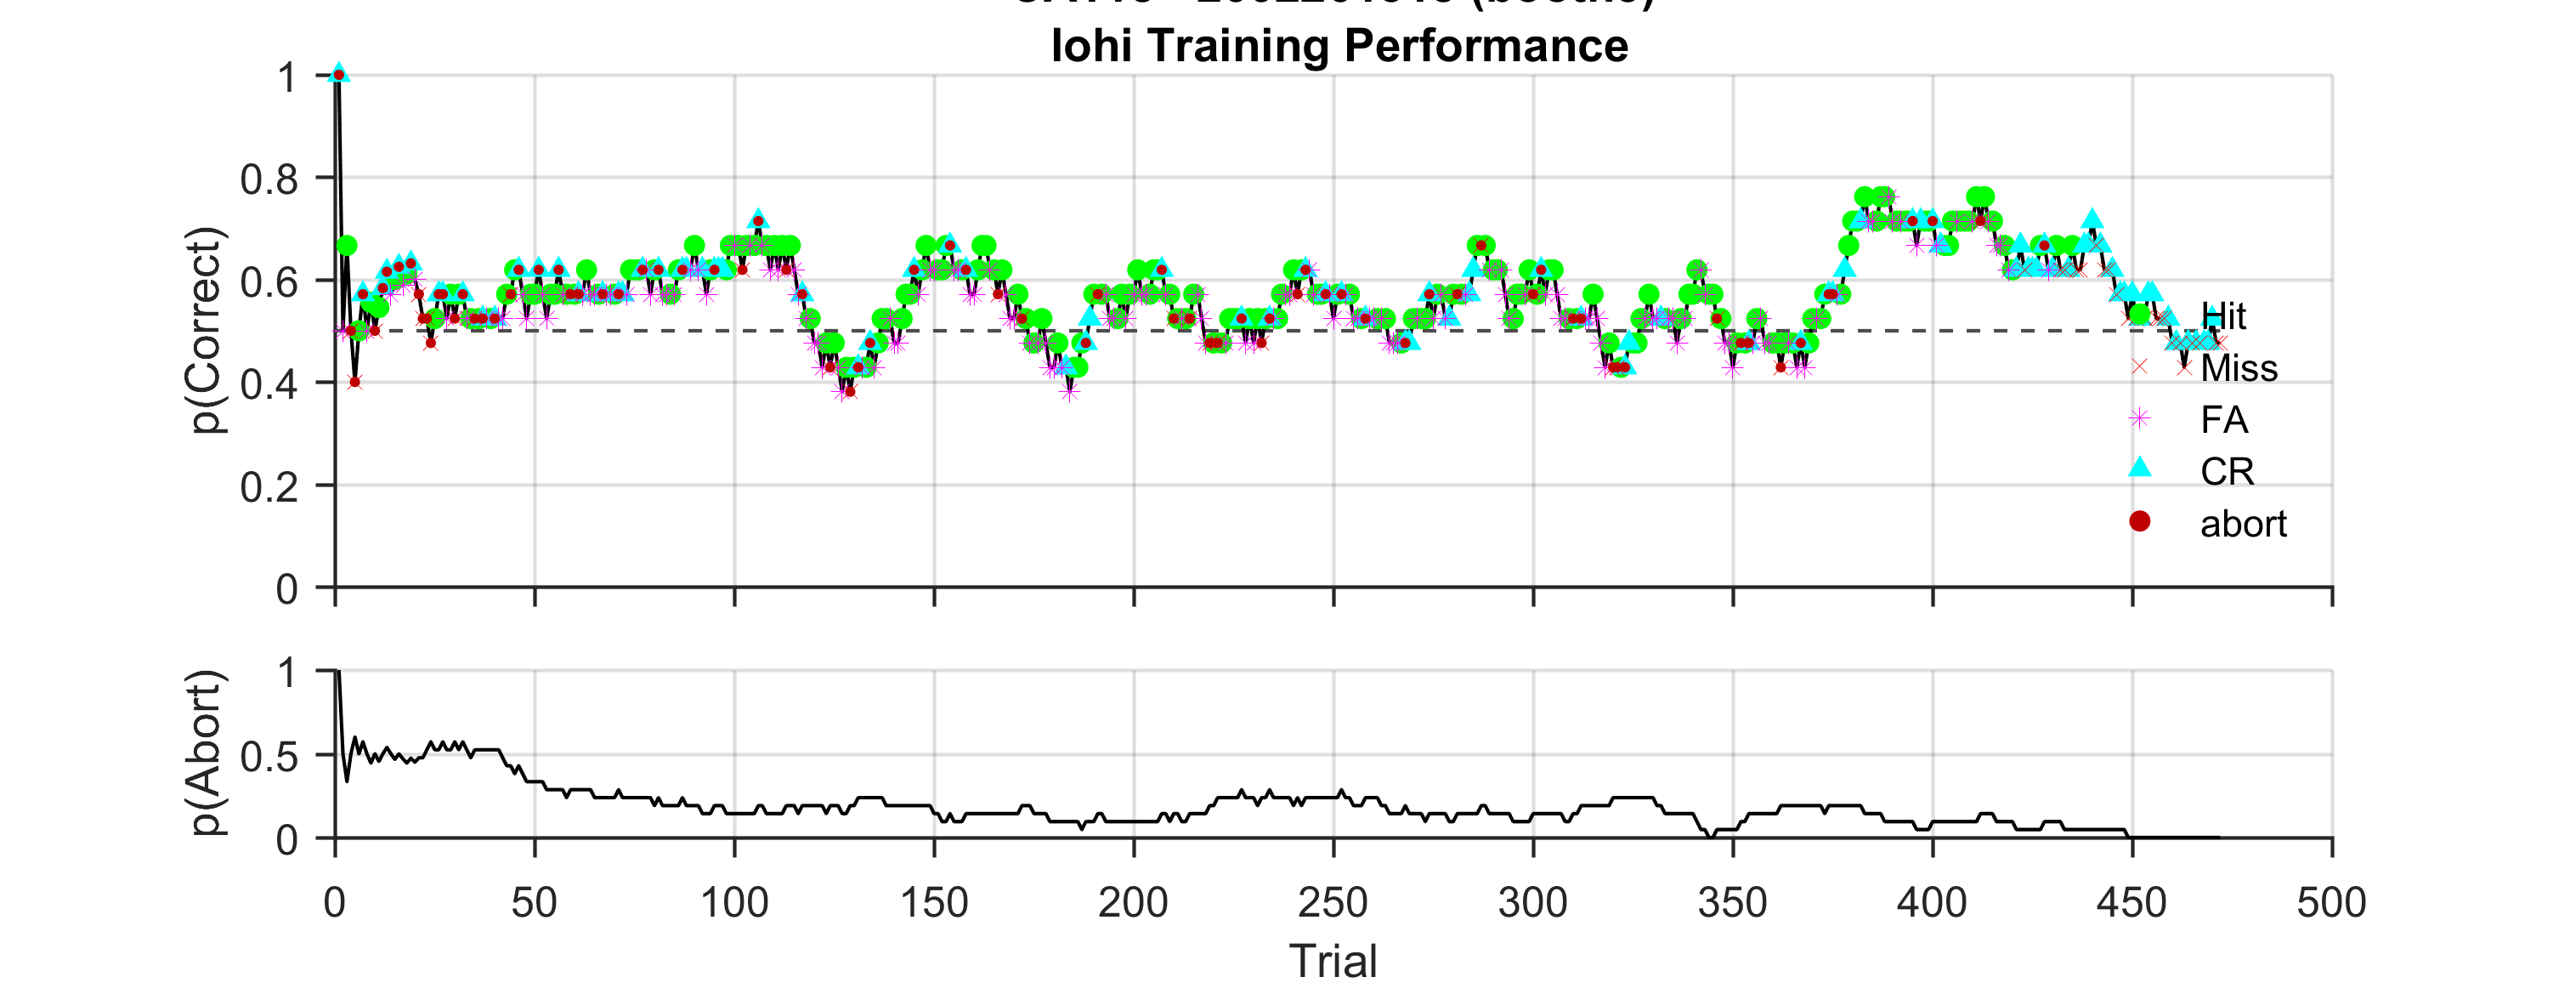 lohi Training Performance
1
0.8
0.6
0.4
0.2
0
p(Correct)
Hit
Miss
FA
CR
abort
1
0.5
0
p(Abort)
0 50 100 150 200 250 300 350 400 450 500
Trial